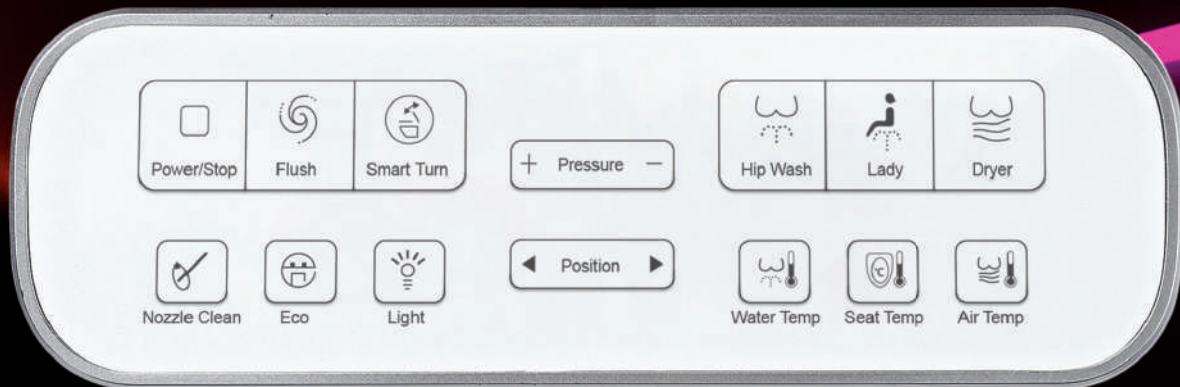 Power/Stop Flush Smart Turn
+ Pressure −
Hip Wash Lady Dryer
◀ Position ▶
°C
Nozzle Clean Eco Light
Water Temp Seat Temp Air Temp